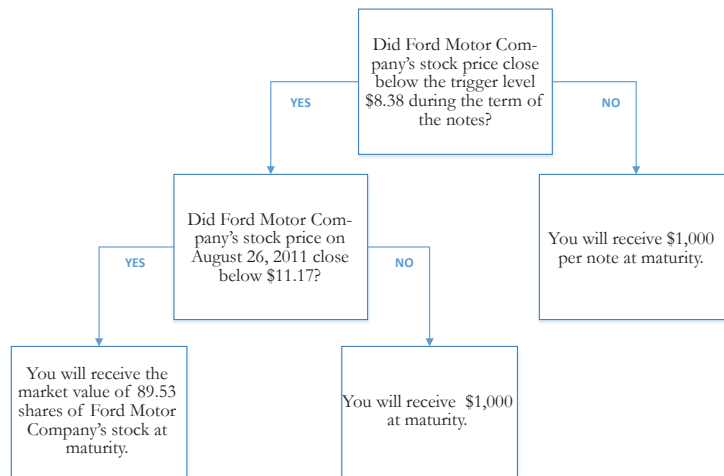 Did Ford Motor Com-
pany's stock price close
below the trigger level
$8.38 during the term of
the notes?
YES
NO
Did Ford Motor Com-
pany's stock price on
August 26, 2011 close
below $11.17?
You will receive $1,000
per note at maturity.
YES
NO
You will receive the
market value of 89.53
shares of Ford Motor
Company's stock at
maturity.
You will receive $1,000
at maturity.